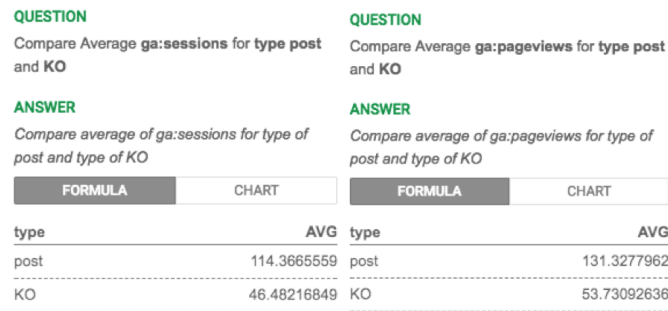 QUESTION
Compare Average ga:sessions for type post
and KO
ANSWER
Compare average of ga:sessions for type of
post and type of KO
FORMULA CHART
type AVG
post 114.3665559
KO 46.48216849
QUESTION
Compare Average ga:pageviews for type post
and KO
ANSWER
Compare average of ga:pageviews for type of
post and type of KO
FORMULA CHART
type AVG
post 131.3277962
KO 53.73092636